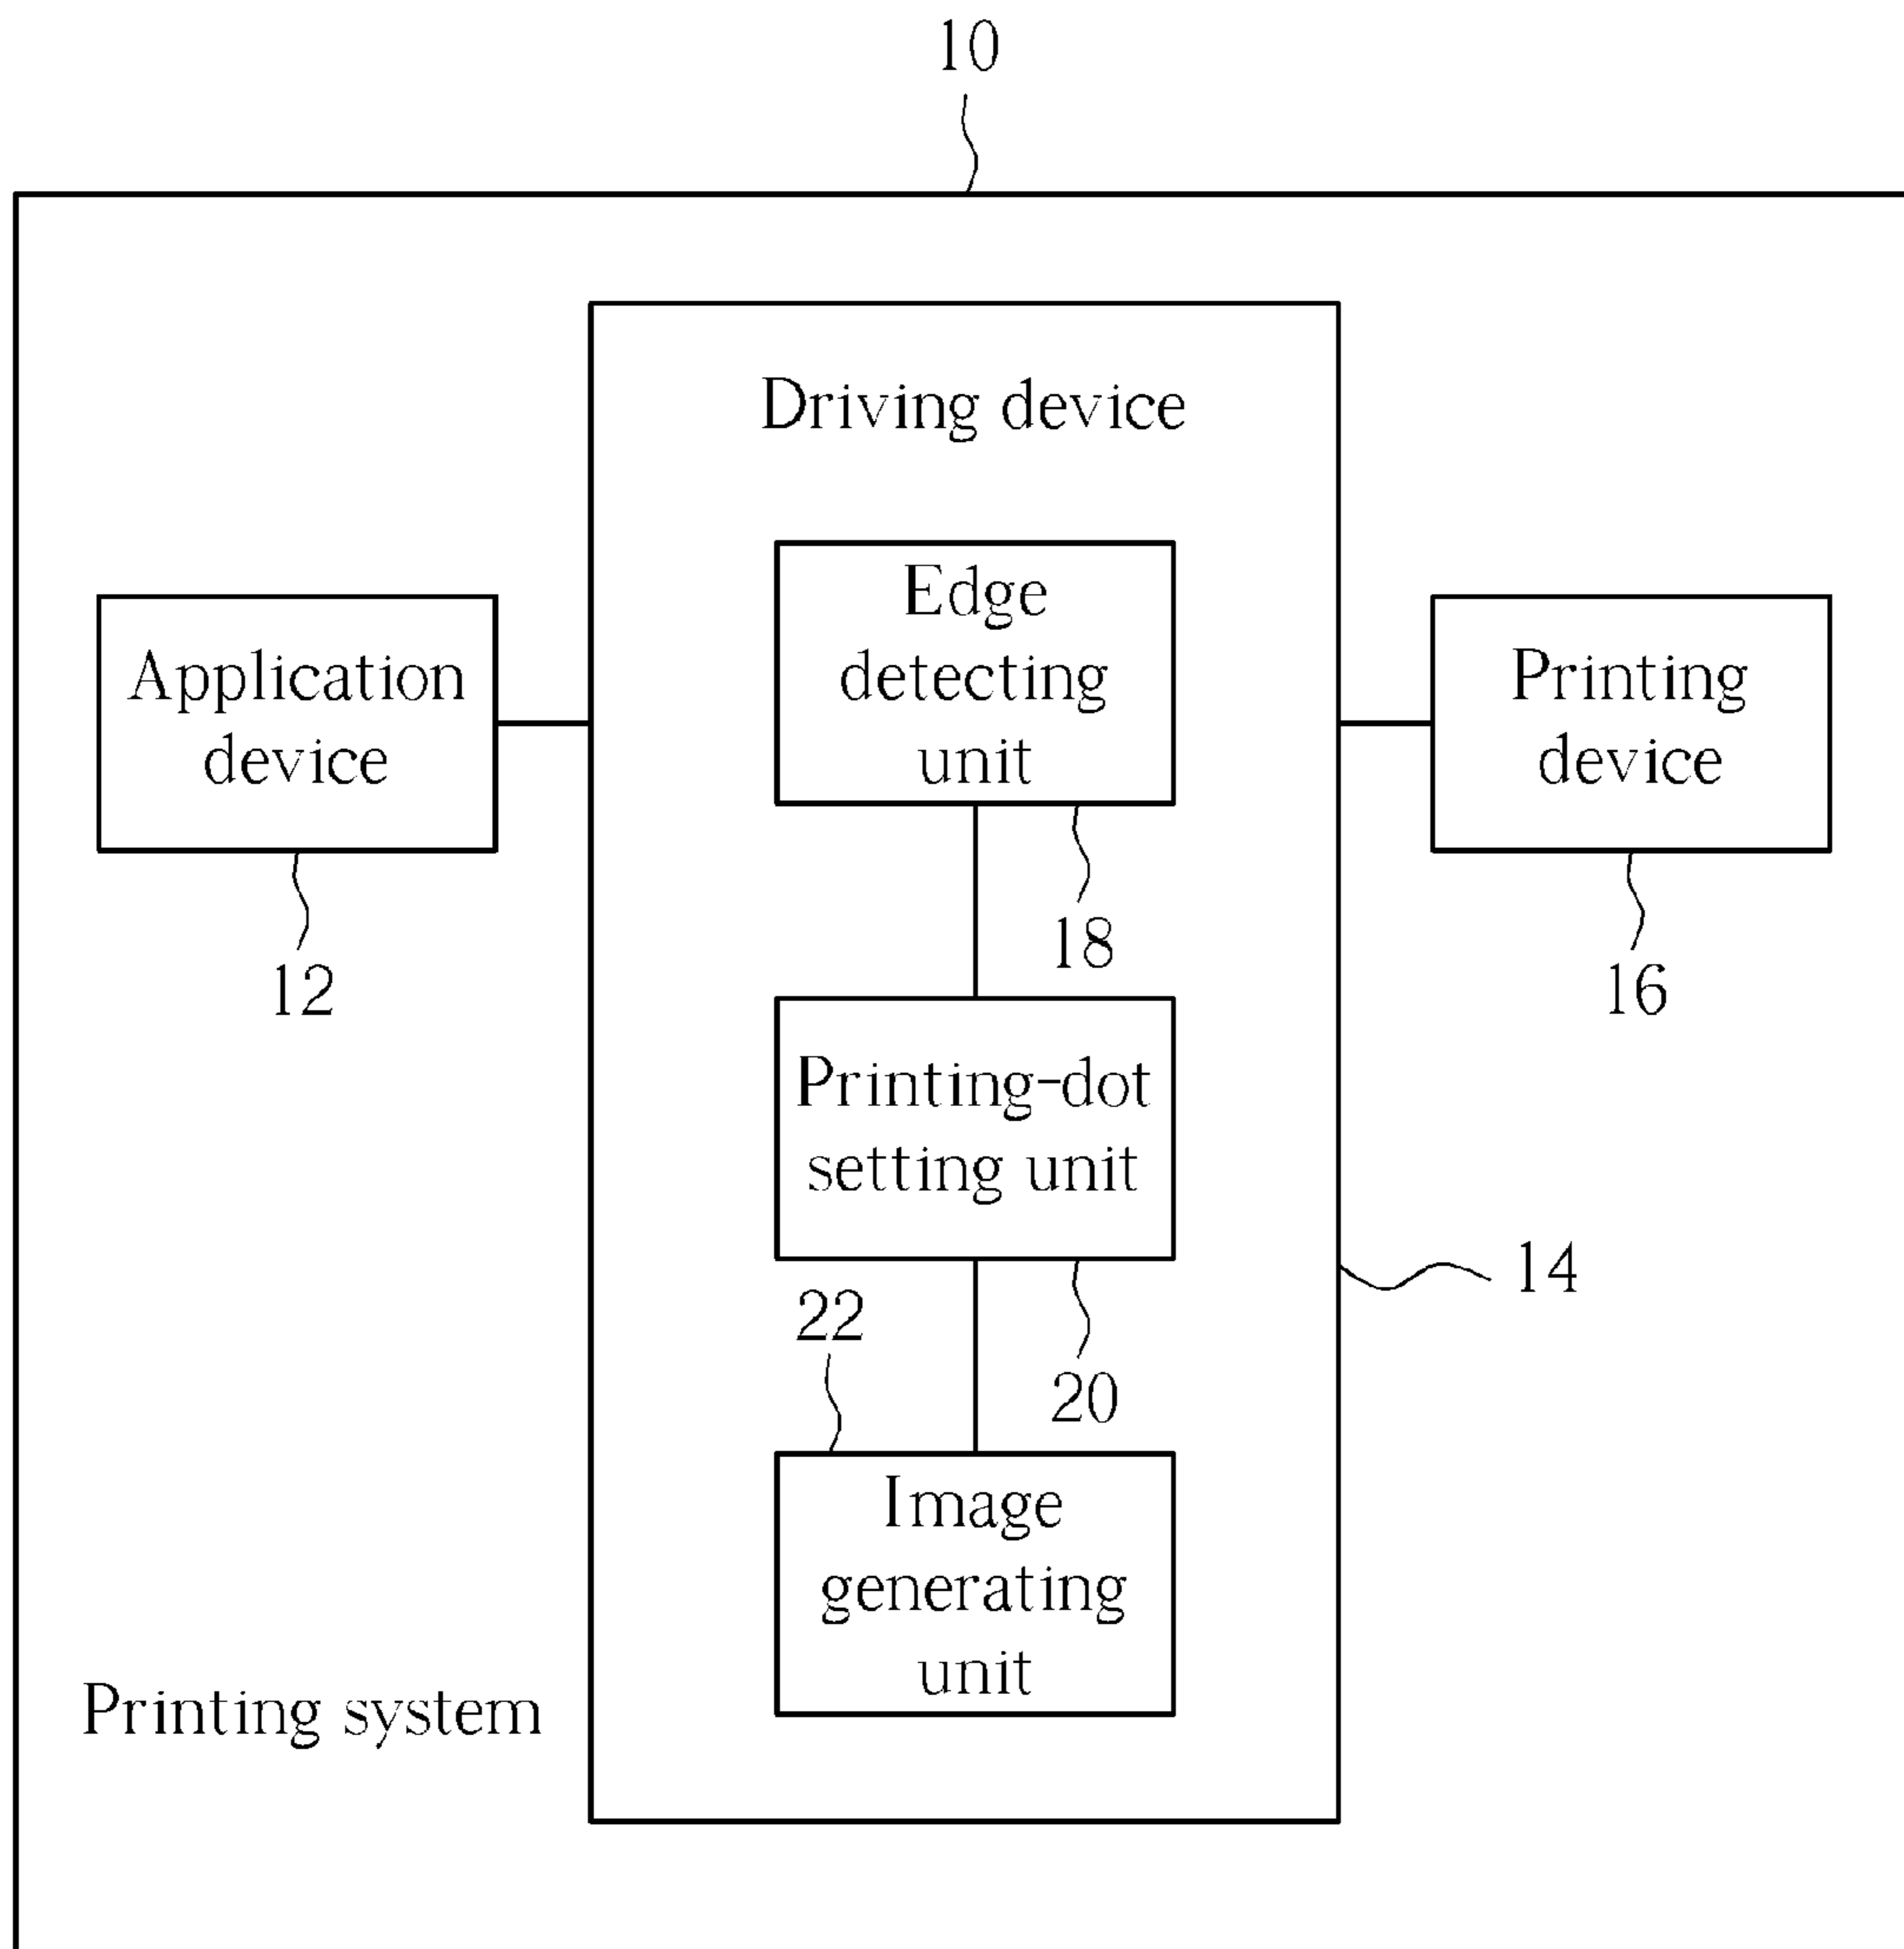 10
Driving device
Edge
detecting
unit
Application
device
Printing
device
18
12
16
Printing-dot
setting unit
14
22
20
Image
generating
unit
Printing system